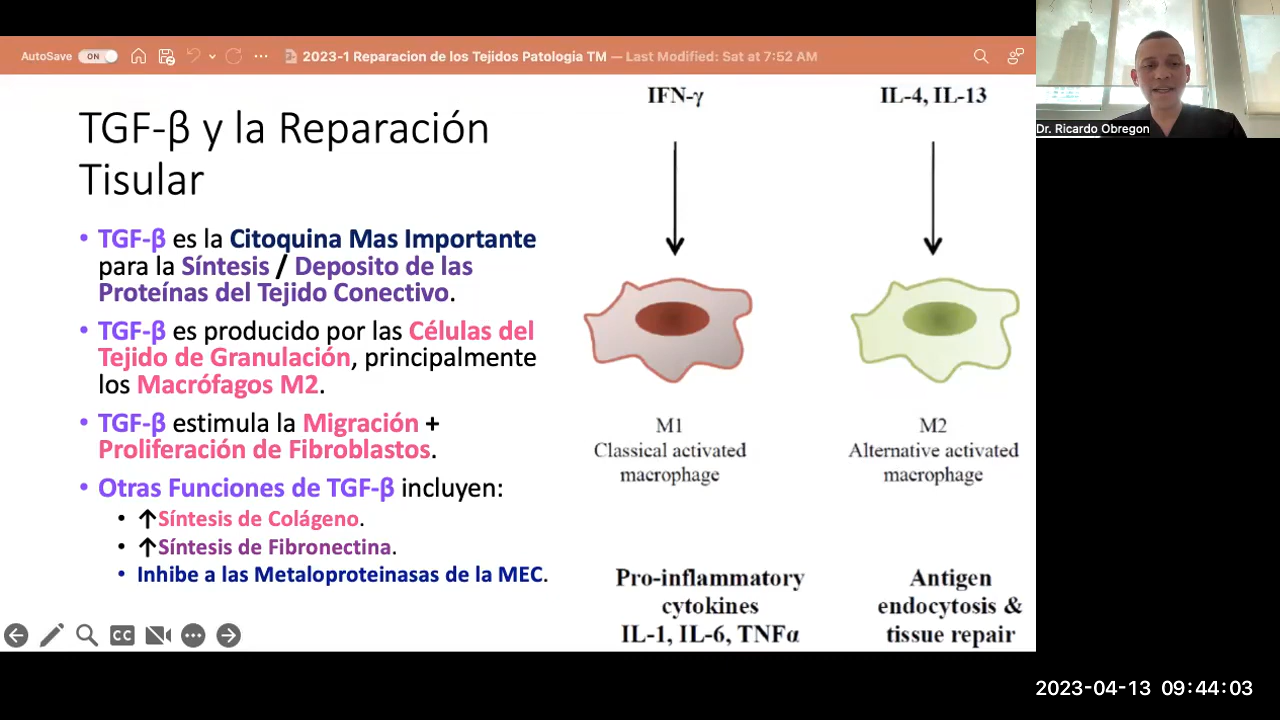 AutoSave ON
2023-1 Reparacion de los Tejidos Patologia TM — Last Modified: Sat at 7:52 AM
Dr. Ricardo Obregon
TGF-β y la Reparación
Tisular
• TGF-β es la Citoquina Mas Importante
para la Síntesis / Deposito de las
Proteínas del Tejido Conectivo.
• TGF-β es producido por las Células del
Tejido de Granulación, principalmente
los Macrófagos M2.
• TGF-β estimula la Migración +
Proliferación de Fibroblastos.
• Otras Funciones de TGF-β incluyen:
• ↑Síntesis de Colágeno.
• ↑Síntesis de Fibronectina.
• Inhibe a las Metaloproteinasas de la MEC.
IFN-γ
M1
Classical activated
macrophage
Pro-inflammatory
cytokines
IL-1, IL-6, TNFα
IL-4, IL-13
M2
Alternative activated
macrophage
Antigen
endocytosis &
tissue repair
CC
2023-04-13 09:44:03